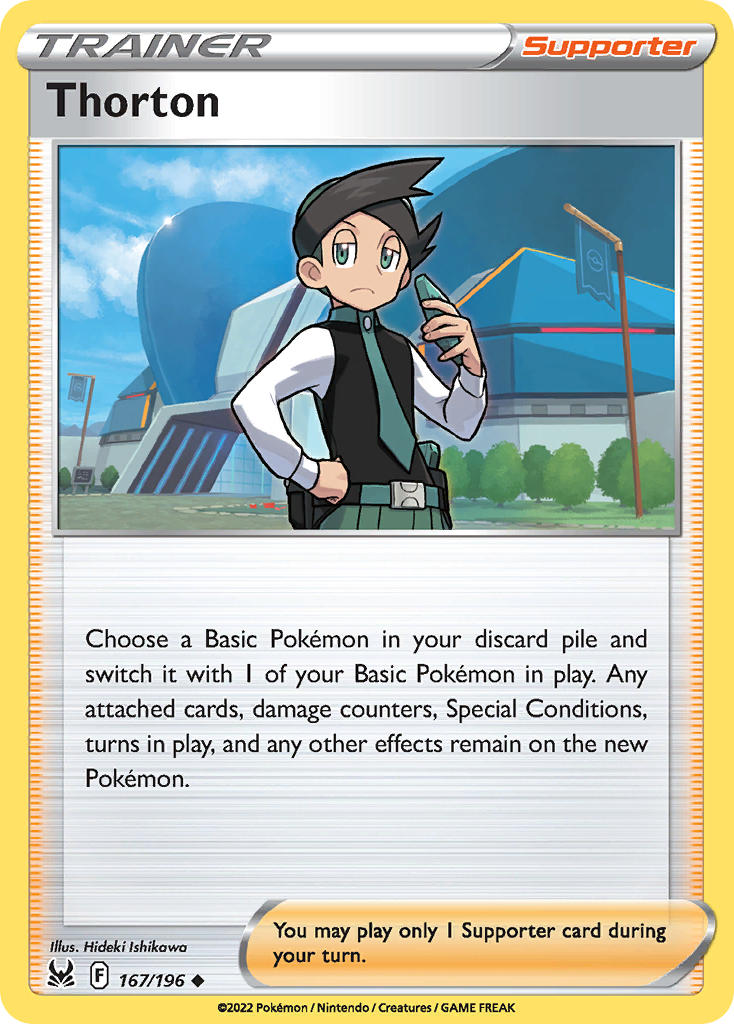 TRAINER
Supporter
Thorton
Choose a Basic Pokémon in your discard pile and
switch it with 1 of your Basic Pokémon in play. Any
attached cards, damage counters, Special Conditions,
turns in play, and any other effects remain on the new
Pokémon.
You may play only 1 Supporter card during
your turn.
Illus. Hideki Ishikawa
F 167/196
©2022 Pokémon / Nintendo / Creatures / GAME FREAK